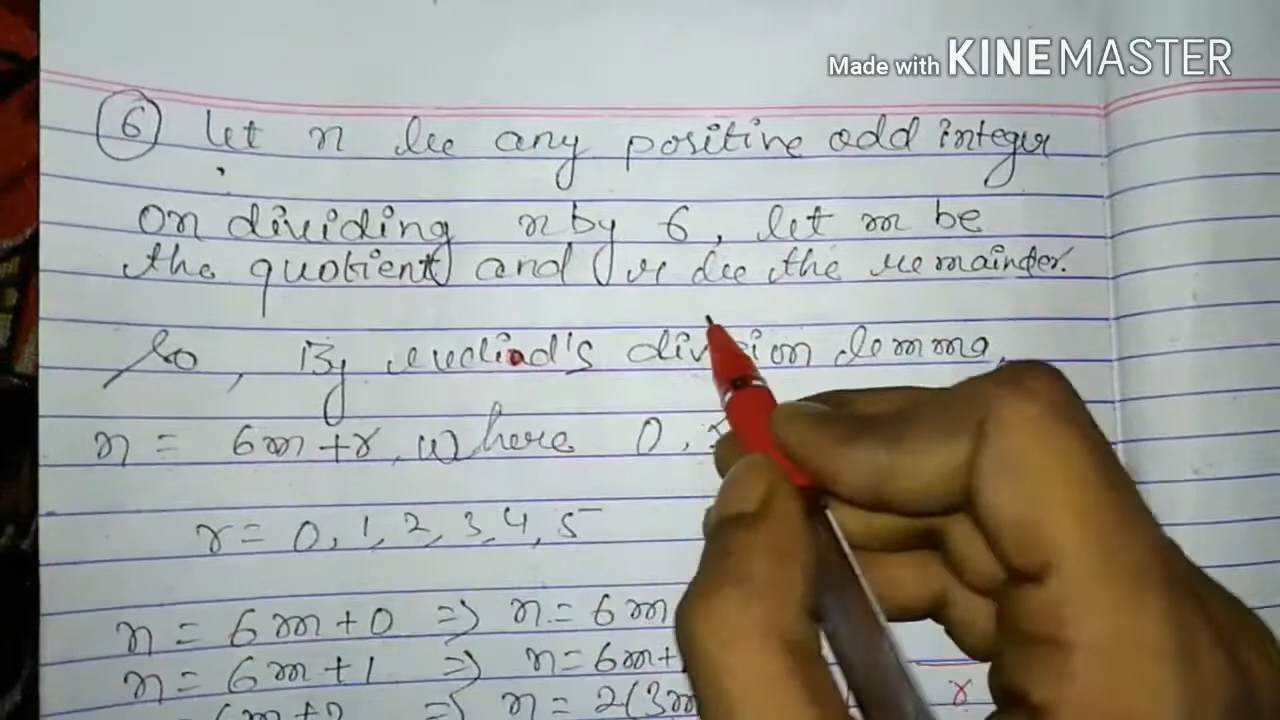 Made with KINEMASTER
6 Let n be any positive odd integer
on dividing n by 6, let m be
the quotient and r be the remainder.
So, By euclid's division lemma,
n = 6m+r, where 0,
r = 0, 1, 2, 3, 4, 5
n = 6m+0 => n = 6m
n = 6m+1 => n = 6m+
=> n = 2(3m
r